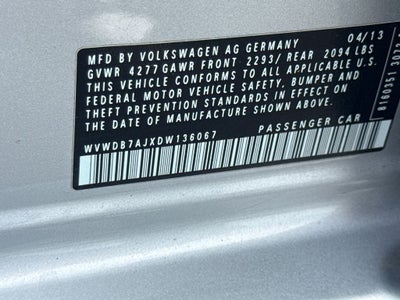 MFD BY VOLKSWAGEN AG GERMANY 04/13
GVWR 4277 GAWR FRONT 2293/ REAR 2094 LBS
THIS VEHICLE CONFORMS TO ALL APPLICABLE U.S.
FEDERAL MOTOR VEHICLE SAFETY, BUMPER AND
THEFT PREVENTION STANDARDS IN EFFECT ON THE
DATE OF MANUFACTURE SHOWN ABOVE
WVWDB7AJXDW136067 PASSENGER CAR
8160351 3072